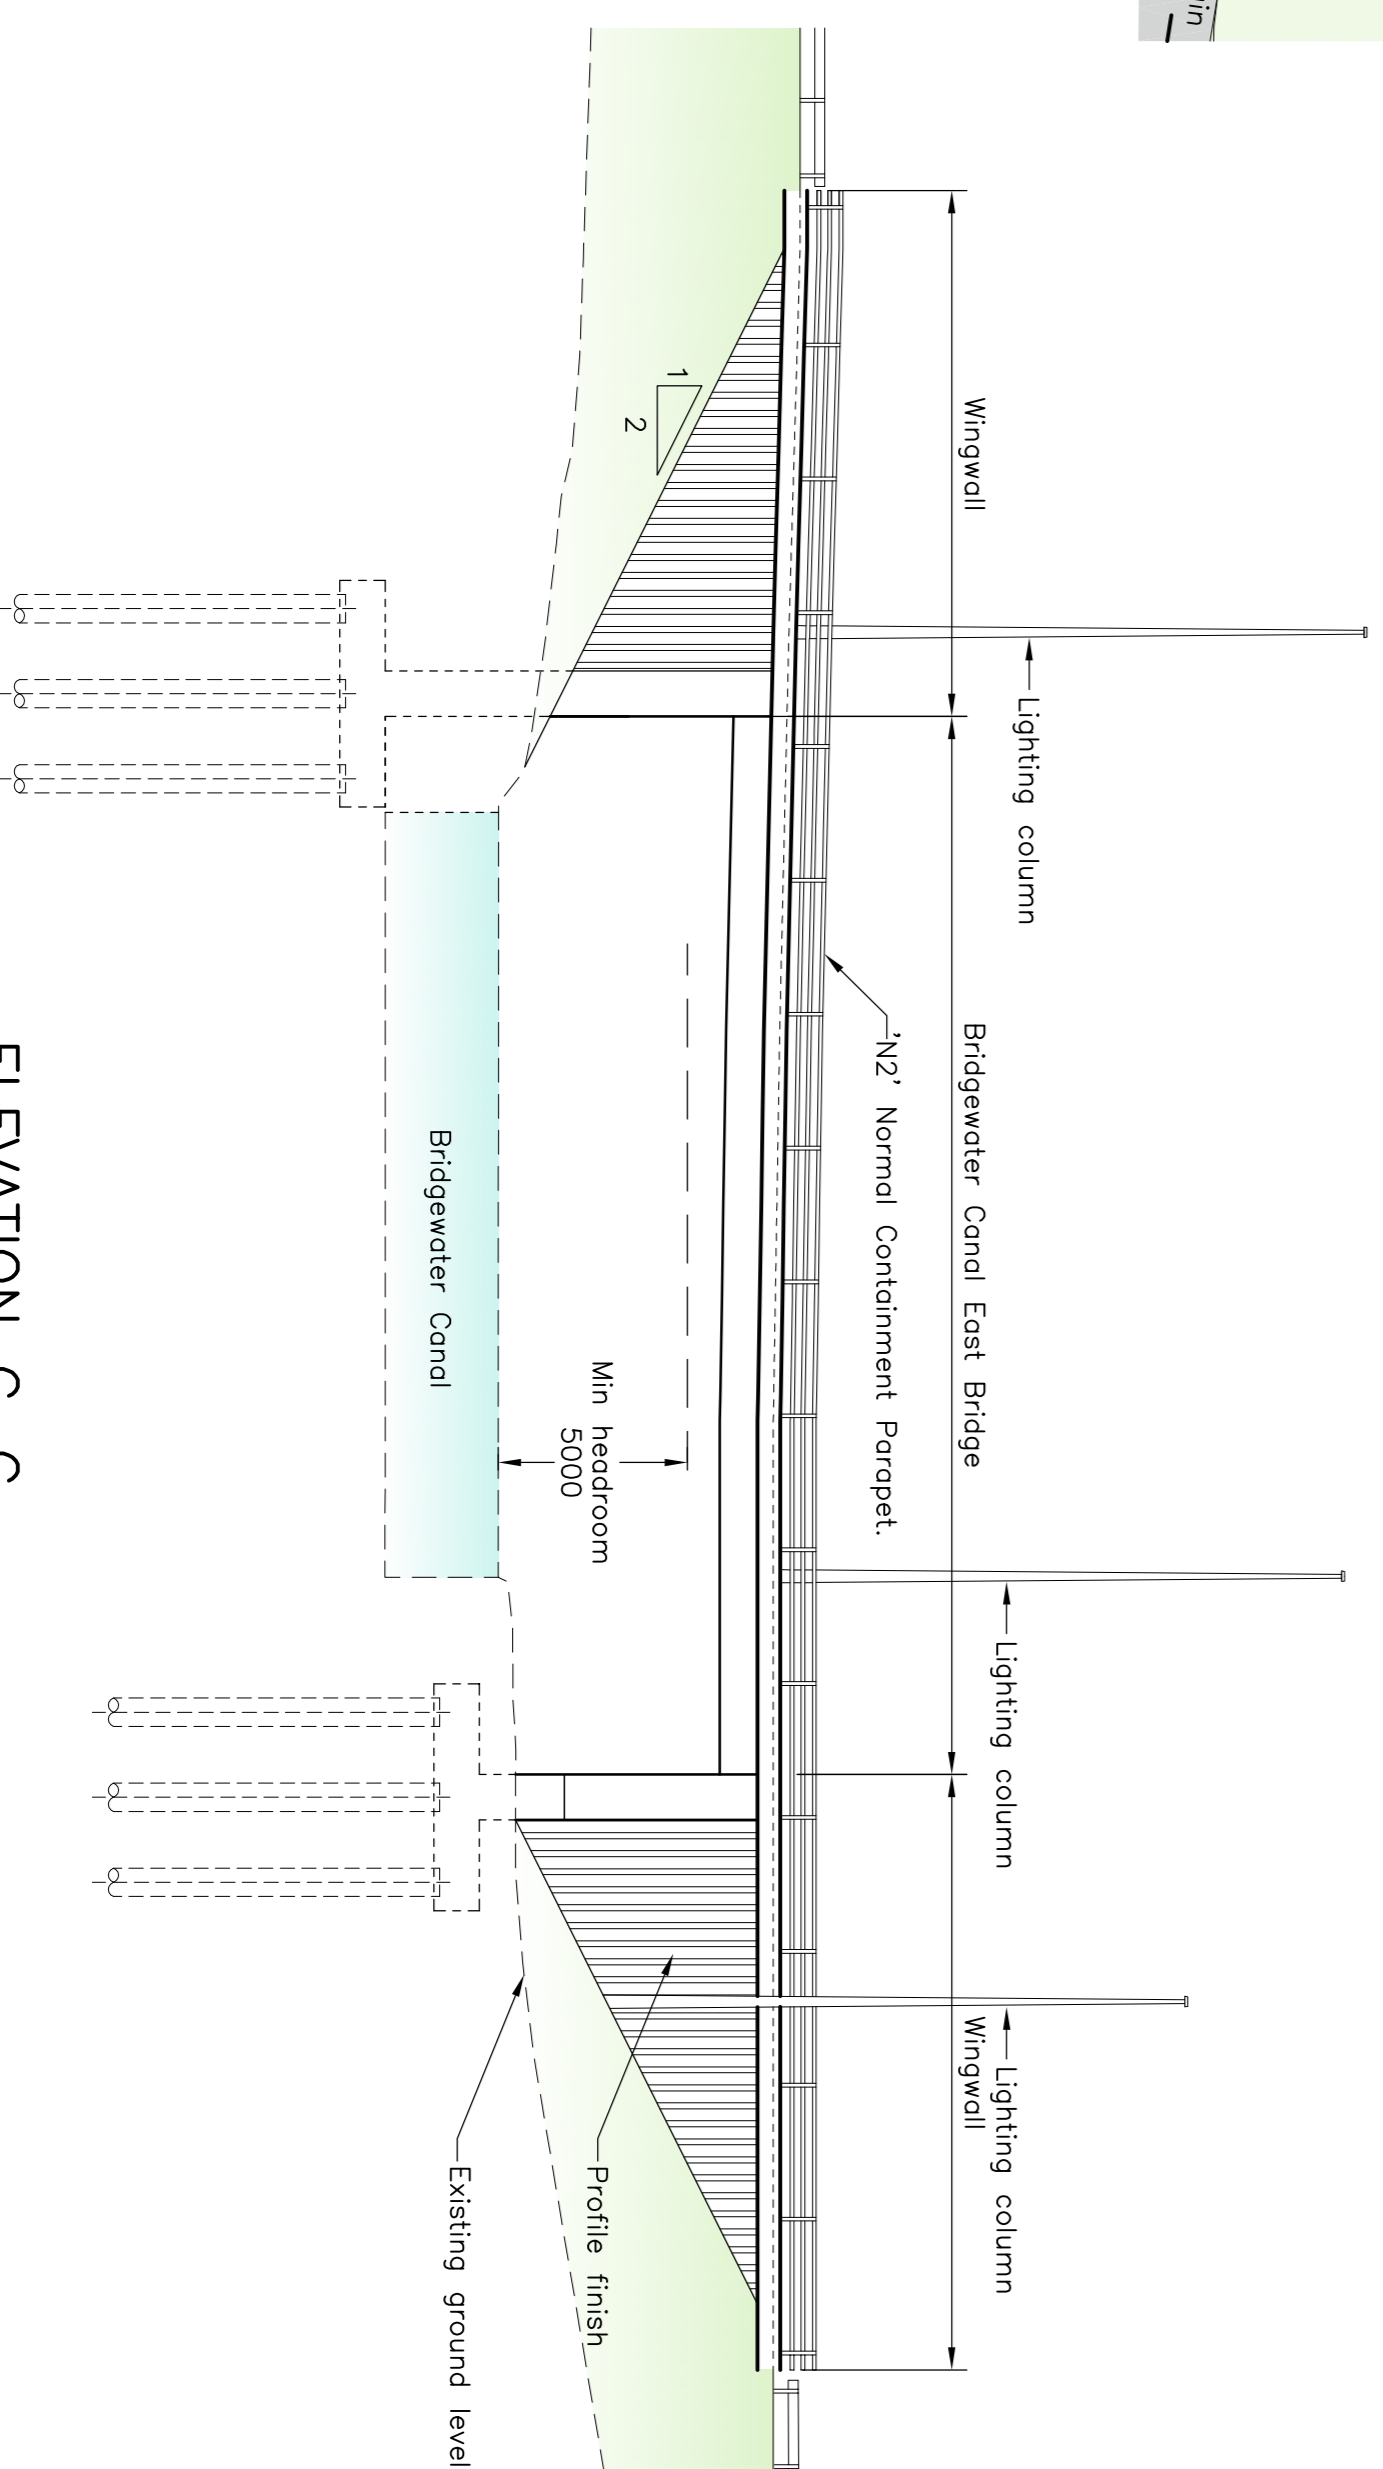 Lighting column
Lighting column
Lighting column
Wingwall
Bridgewater Canal East Bridge
Wingwall
'N2' Normal Containment Parapet.
1
2
Min headroom
5000
Profile finish
Bridgewater Canal
Existing ground level
ELEVATION C C